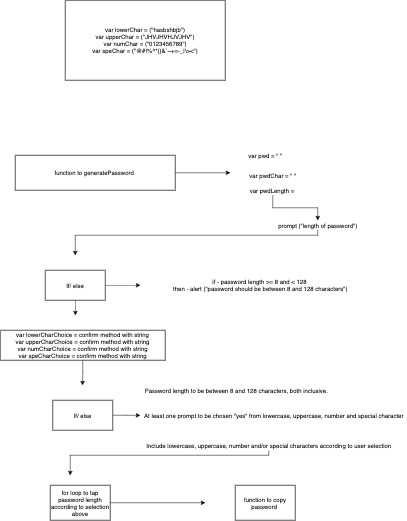 var lowerChar = ("hasbshbjb")
var upperChar = ("JHVJHVHJVJHV")
var numChar = ("0123456789")
function to generatePassword
var pwd = " "
var pwdChar = " "
var pwdLength =
prompt ("length of password")
If/ else
if - password length >= 8 and < 128
then - alert ("password should be between 8 and 128 characters")
var lowerCharChoice = confirm method with string
var upperCharChoice = confirm method with string
var numCharChoice = confirm method with string
var speCharChoice = confirm method with string
Password length to be between 8 and 128 characters, both inclusive.
If/ else
At least one prompt to be chosen "yes" from lowercase, uppercase, number and special character
Include lowercase, uppercase, number and/or special characters according to user selection
for loop to tap
password length
according to selection
above
function to copy
password